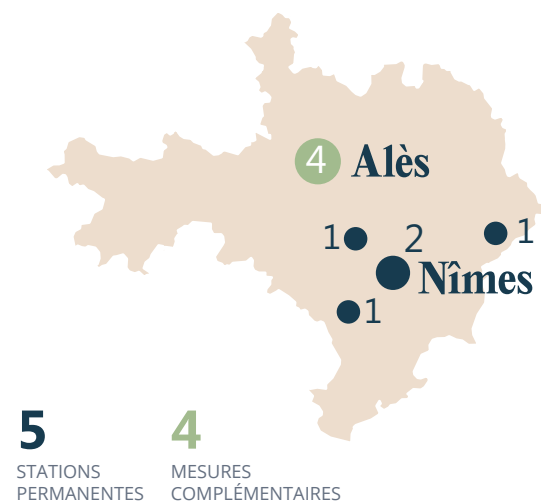 4 Alès
1 2 1
Nîmes
1
5 4
STATIONS MESURES
PERMANENTES COMPLÉMENTAIRES